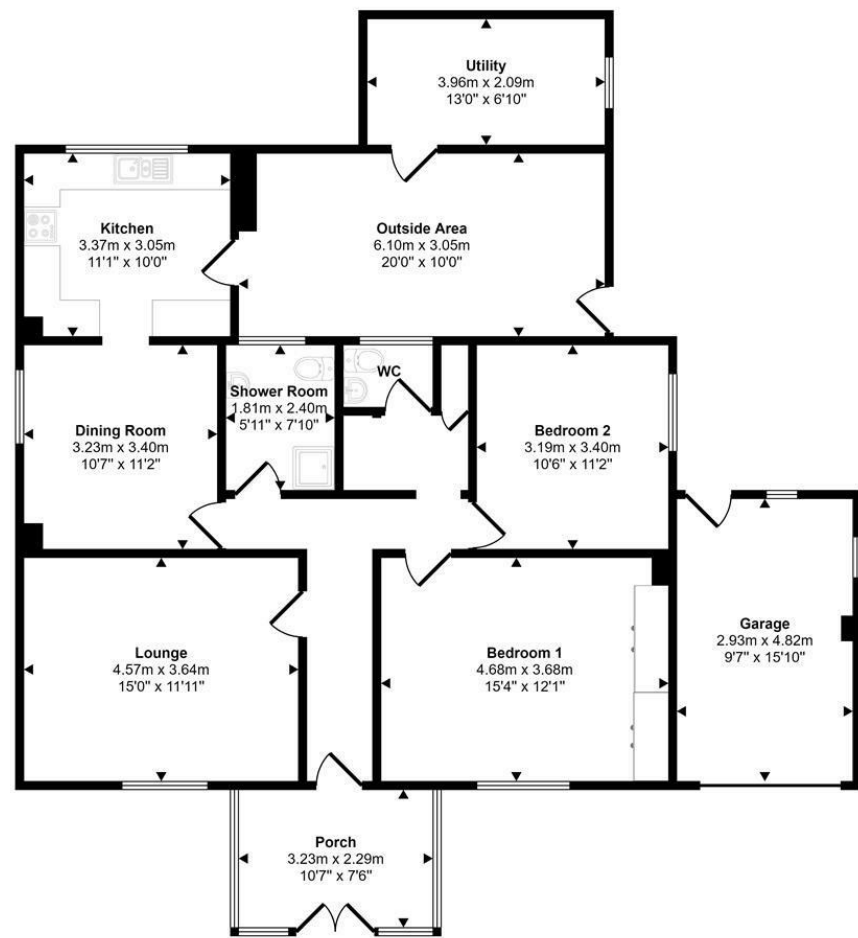 Utility
3.96m x 2.09m
13'0" x 6'10"
Kitchen
3.37m x 3.05m
11'1" x 10'0"
Outside Area
6.10m x 3.05m
20'0" x 10'0"
Dining Room
3.23m x 3.40m
10'7" x 11'2"
Shower Room
1.81m x 2.40m
5'11" x 7'10"
WC
Bedroom 2
3.19m x 3.40m
10'6" x 11'2"
Lounge
4.57m x 3.64m
15'0" x 11'11"
Bedroom 1
4.68m x 3.68m
15'4" x 12'1"
Garage
2.93m x 4.82m
9'7" x 15'10"
Porch
3.23m x 2.29m
10'7" x 7'6"